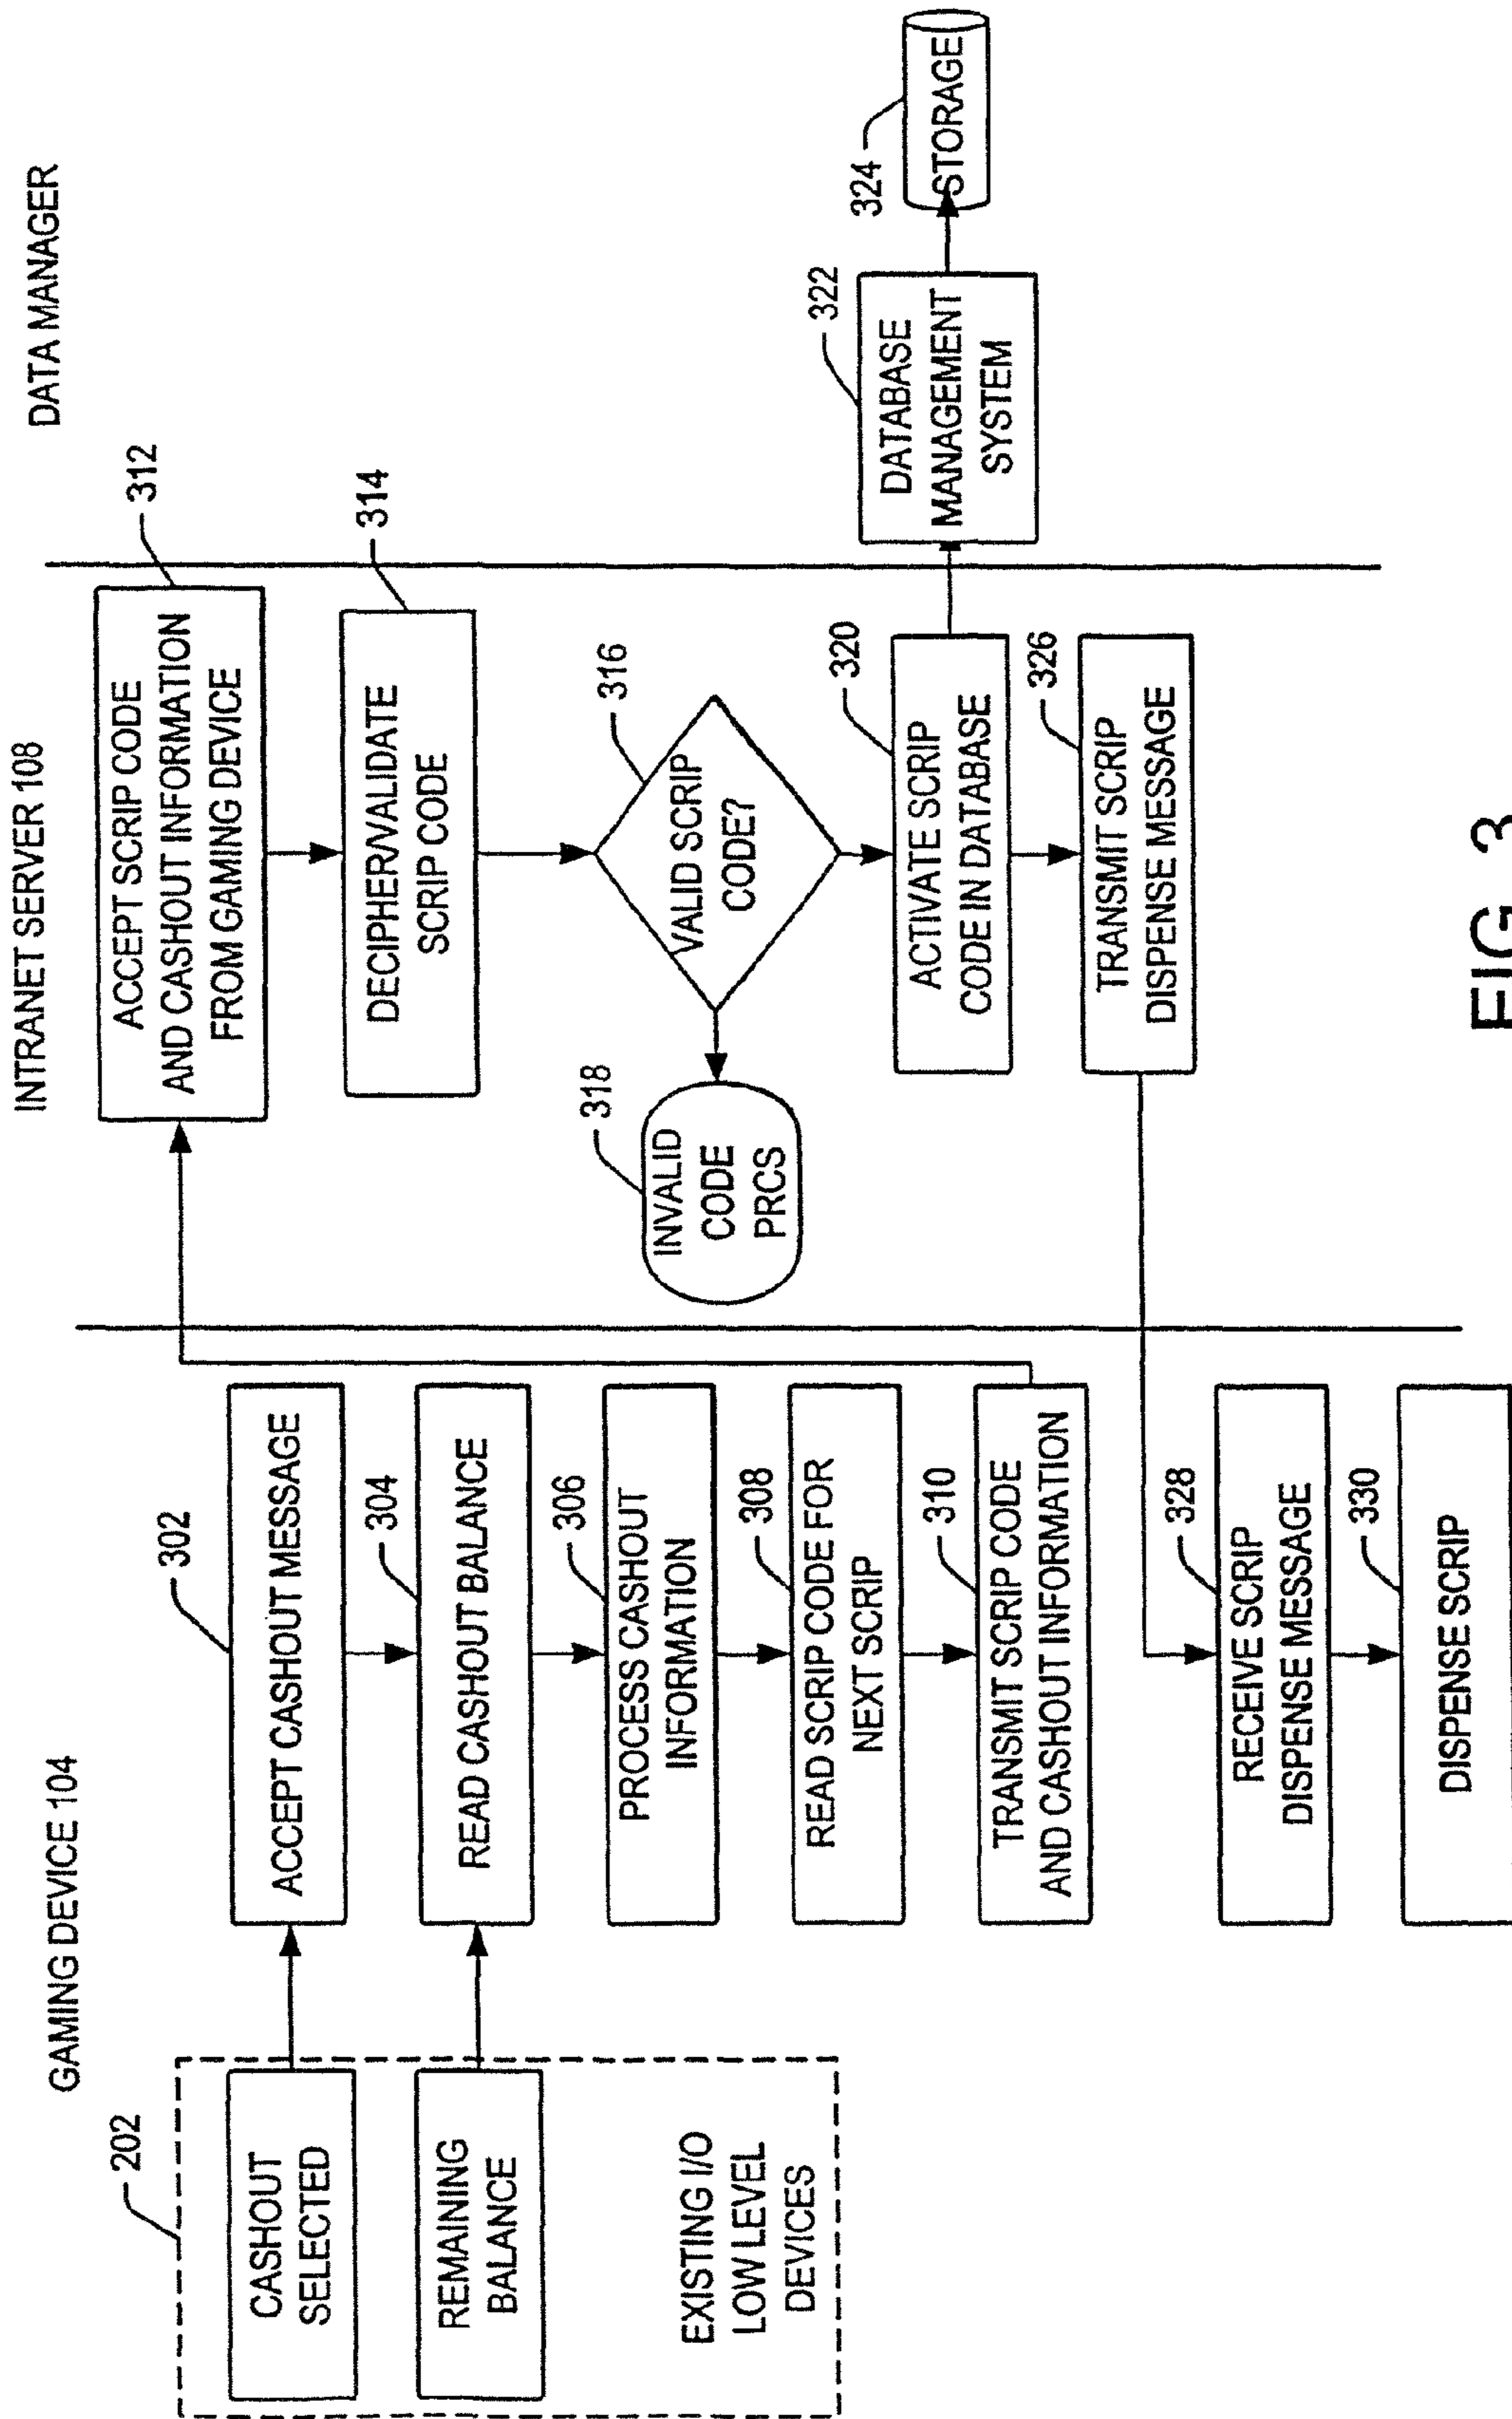 GAMING DEVICE 104
202
CASHOUT
SELECTED
REMAINING
BALANCE
EXISTING I/O
LOW LEVEL
DEVICES
302
ACCEPT CASHOUT MESSAGE
304
READ CASHOUT BALANCE
306
PROCESS CASHOUT
INFORMATION
308
READ SCRIP CODE FOR
NEXT SCRIP
310
TRANSMIT SCRIP CODE
AND CASHOUT INFORMATION
328
RECEIVE SCRIP
DISPENSE MESSAGE
330
DISPENSE SCRIP
INTRANET SERVER 108
312
ACCEPT SCRIP CODE
AND CASHOUT INFORMATION
FROM GAMING DEVICE
314
DECIPHER/VALIDATE
SCRIP CODE
316
VALID SCRIP
CODE?
318
INVALID
CODE
PRCS
320
ACTIVATE SCRIP
CODE IN DATABASE
326
TRANSMIT SCRIP
DISPENSE MESSAGE
DATA MANAGER
322
DATABASE
MANAGEMENT
SYSTEM
324
STORAGE
FIG. 3